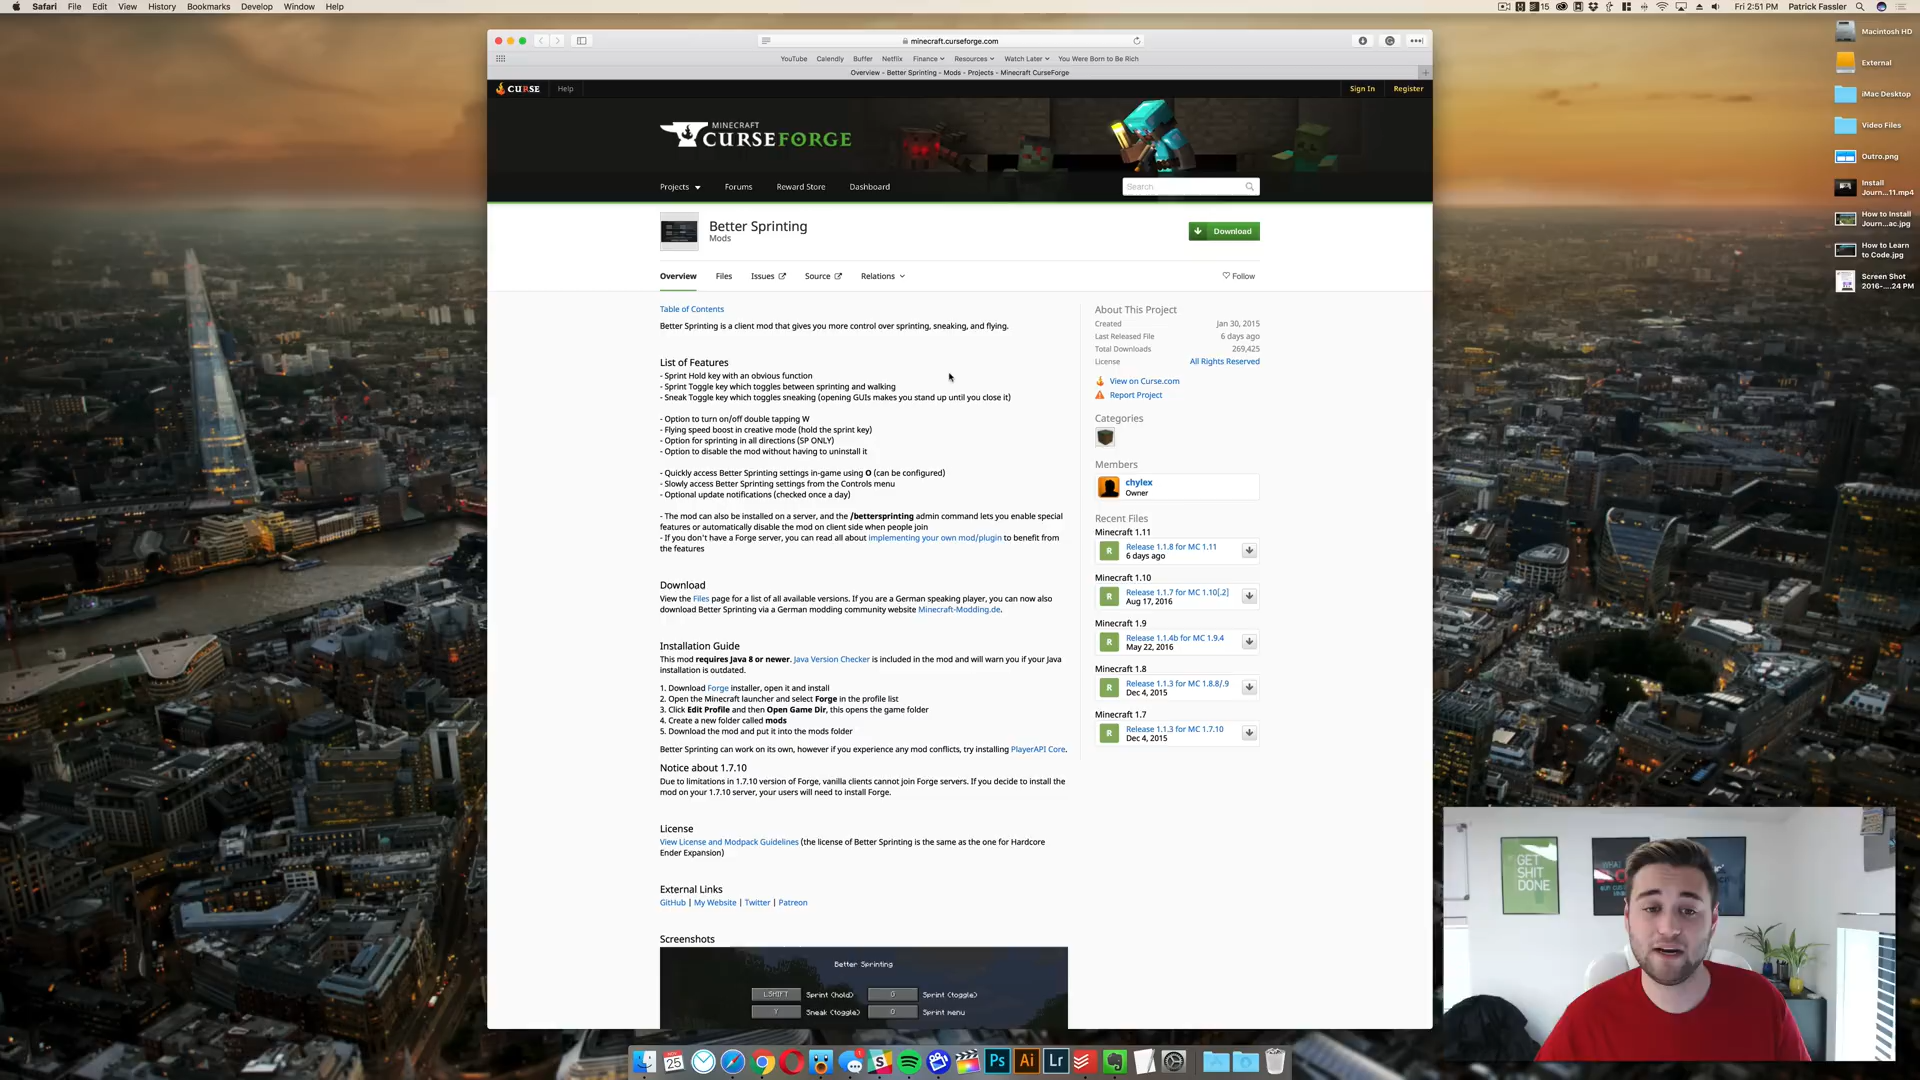 Safari File Edit View History Bookmarks Develop Window Help
15 Fri 2:51 PM Patrick Fassler
minecraft.curseforge.com
YouTube Calendly Buffer Netflix Finance Resources Watch Later You Were Born to Be Rich
Overview - Better Sprinting - Mods - Projects - Minecraft CurseForge
CURSE Help Sign In Register
MINECRAFT
CURSEFORGE
Projects Forums Reward Store Dashboard Search
Better Sprinting
Mods
Download
Overview Files Issues Source Relations Follow
Table of Contents
Better Sprinting is a client mod that gives you more control over sprinting, sneaking, and flying.
List of Features
- Sprint Hold key with an obvious function
- Sprint Toggle key which toggles between sprinting and walking
- Sneak Toggle key which toggles sneaking (opening GUIs makes you stand up until you close it)
- Option to turn on/off double tapping W
- Flying speed boost in creative mode (hold the sprint key)
- Option for sprinting in all directions (SP ONLY)
- Option to disable the mod without having to uninstall it
- Quickly access Better Sprinting settings in-game using O (can be configured)
- Slowly access Better Sprinting settings from the Controls menu
- Optional update notifications (checked once a day)
- The mod can also be installed on a server, and the /bettersprinting admin command lets you enable special
features or automatically disable the mod on client side when people join
- If you don't have a Forge server, you can read all about implementing your own mod/plugin to benefit from
the features
Download
View the Files page for a list of all available versions. If you are a German speaking player, you can now also
download Better Sprinting via a German modding community website Minecraft-Modding.de.
Installation Guide
This mod requires Java 8 or newer. Java Version Checker is included in the mod and will warn you if your Java
installation is outdated.
1. Download Forge installer, open it and install
2. Open the Minecraft launcher and select Forge in the profile list
3. Click Edit Profile and then Open Game Dir, this opens the game folder
4. Create a new folder called mods
5. Download the mod and put it into the mods folder
Better Sprinting can work on its own, however if you experience any mod conflicts, try installing PlayerAPI Core.
Notice about 1.7.10
Due to limitations in 1.7.10 version of Forge, vanilla clients cannot join Forge servers. If you decide to install the
mod on your 1.7.10 server, your users will need to install Forge.
License
View License and Modpack Guidelines (the license of Better Sprinting is the same as the one for Hardcore
Ender Expansion)
External Links
GitHub | My Website | Twitter | Patreon
Screenshots
Better Sprinting
LSHIFT Sprint (hold) G Sprint (toggle)
Y Sneak (toggle) O Sprint menu
About This Project
Created Jan 30, 2015
Last Released File 6 days ago
Total Downloads 269,425
License All Rights Reserved
View on Curse.com
Report Project
Categories
Members
chylex
Owner
Recent Files
Minecraft 1.11
R Release 1.1.8 for MC 1.11
6 days ago
Minecraft 1.10
R Release 1.1.7 for MC 1.10[.2]
Aug 17, 2016
Minecraft 1.9
R Release 1.1.4b for MC 1.9.4
May 22, 2016
Minecraft 1.8
R Release 1.1.3 for MC 1.8.8/.9
Dec 4, 2015
Minecraft 1.7
R Release 1.1.3 for MC 1.7.10
Dec 4, 2015
Macintosh HD
External
iMac Desktop
Video Files
Outro.png
Install
Journ...11.mp4
How to Install
Journ...ac.jpg
How to Learn
to Code.jpg
Screen Shot
2016-....24 PM
GET
SHIT
DONE
25
Ps Ai Lr